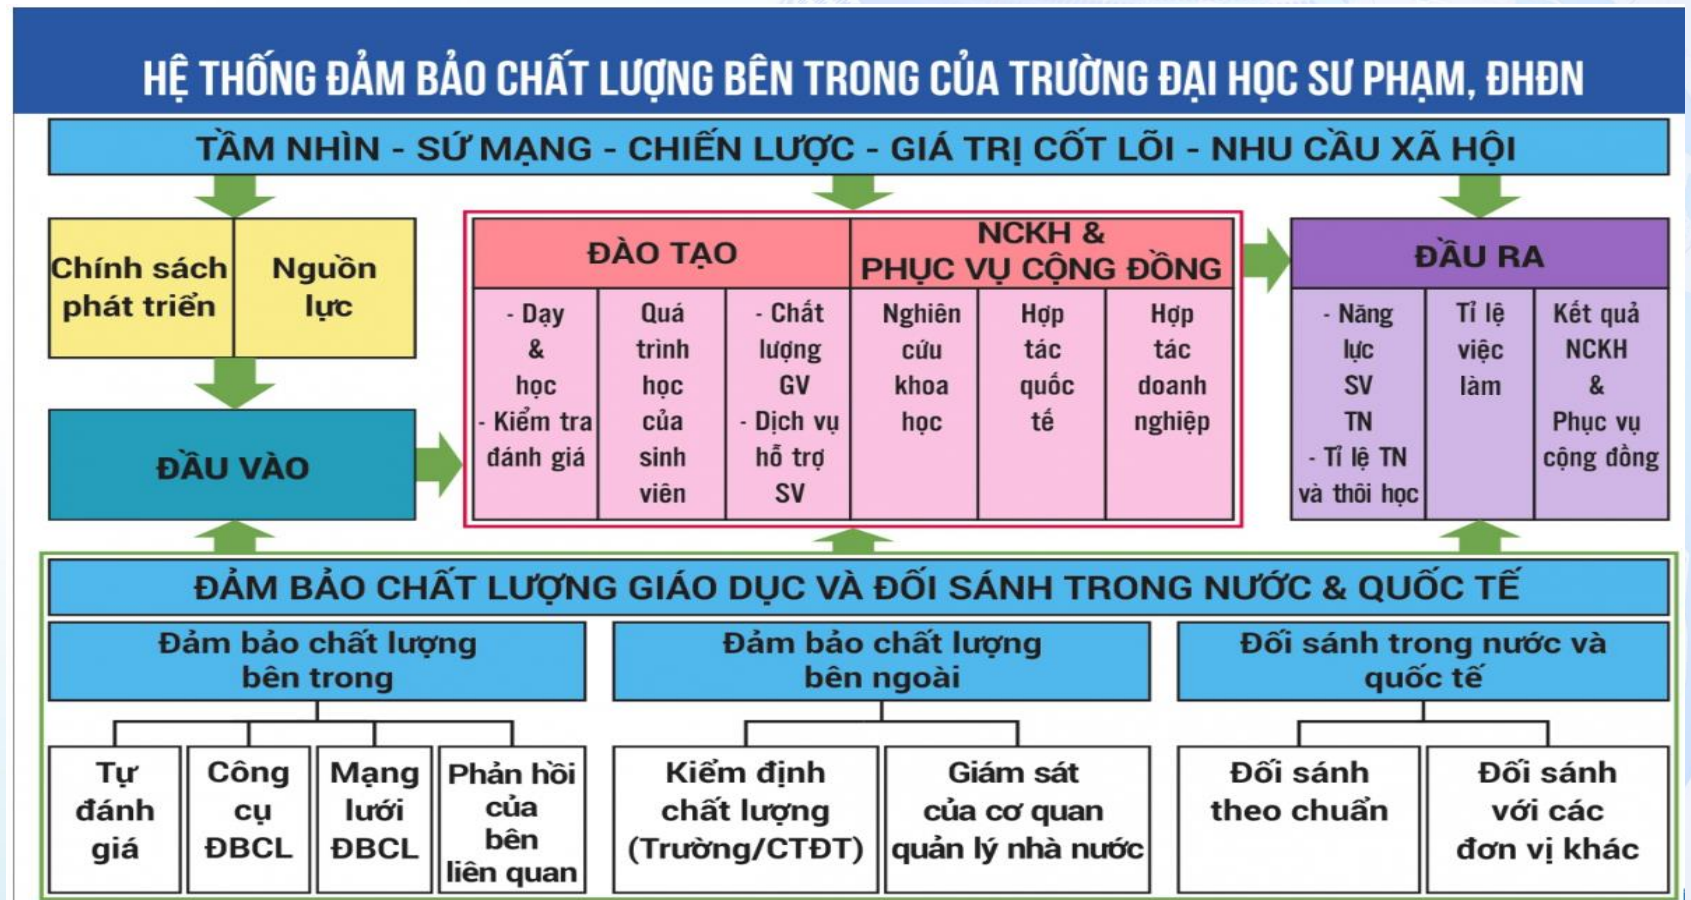 HỆ THỐNG ĐẢM BẢO CHẤT LƯỢNG BÊN TRONG CỦA TRƯỜNG ĐẠI HỌC SƯ PHẠM, ĐHĐN
TẦM NHÌN - SỨ MẠNG - CHIẾN LƯỢC - GIÁ TRỊ CỐT LÕI - NHU CẦU XÃ HỘI
Chính sách
phát triển
Nguồn
lực
ĐẦU VÀO
ĐÀO TẠO
- Dạy
&
học
- Kiểm tra
đánh giá
Quá
trình
học
của
sinh
viên
- Chất
lượng
GV
- Dịch vụ
hỗ trợ
SV
NCKH &
PHỤC VỤ CỘNG ĐỒNG
Nghiên
cứu
khoa
học
Hợp
tác
quốc
tế
Hợp
tác
doanh
nghiệp
ĐẦU RA
- Năng
lực
SV
TN
- Tỉ lệ TN
và thôi học
Tỉ lệ
việc
làm
Kết quả
NCKH
&
Phục vụ
cộng đồng
ĐẢM BẢO CHẤT LƯỢNG GIÁO DỤC VÀ ĐỐI SÁNH TRONG NƯỚC & QUỐC TẾ
Đảm bảo chất lượng
bên trong
Tự
đánh
giá
Công
cụ
ĐBCL
Mạng
lưới
ĐBCL
Phản hồi
của
bên
liên quan
Đảm bảo chất lượng
bên ngoài
Kiểm định
chất lượng
(Trường/CTĐT)
Giám sát
của cơ quan
quản lý nhà nước
Đối sánh trong nước và
quốc tế
Đối sánh
theo chuẩn
Đối sánh
với các
đơn vị khác